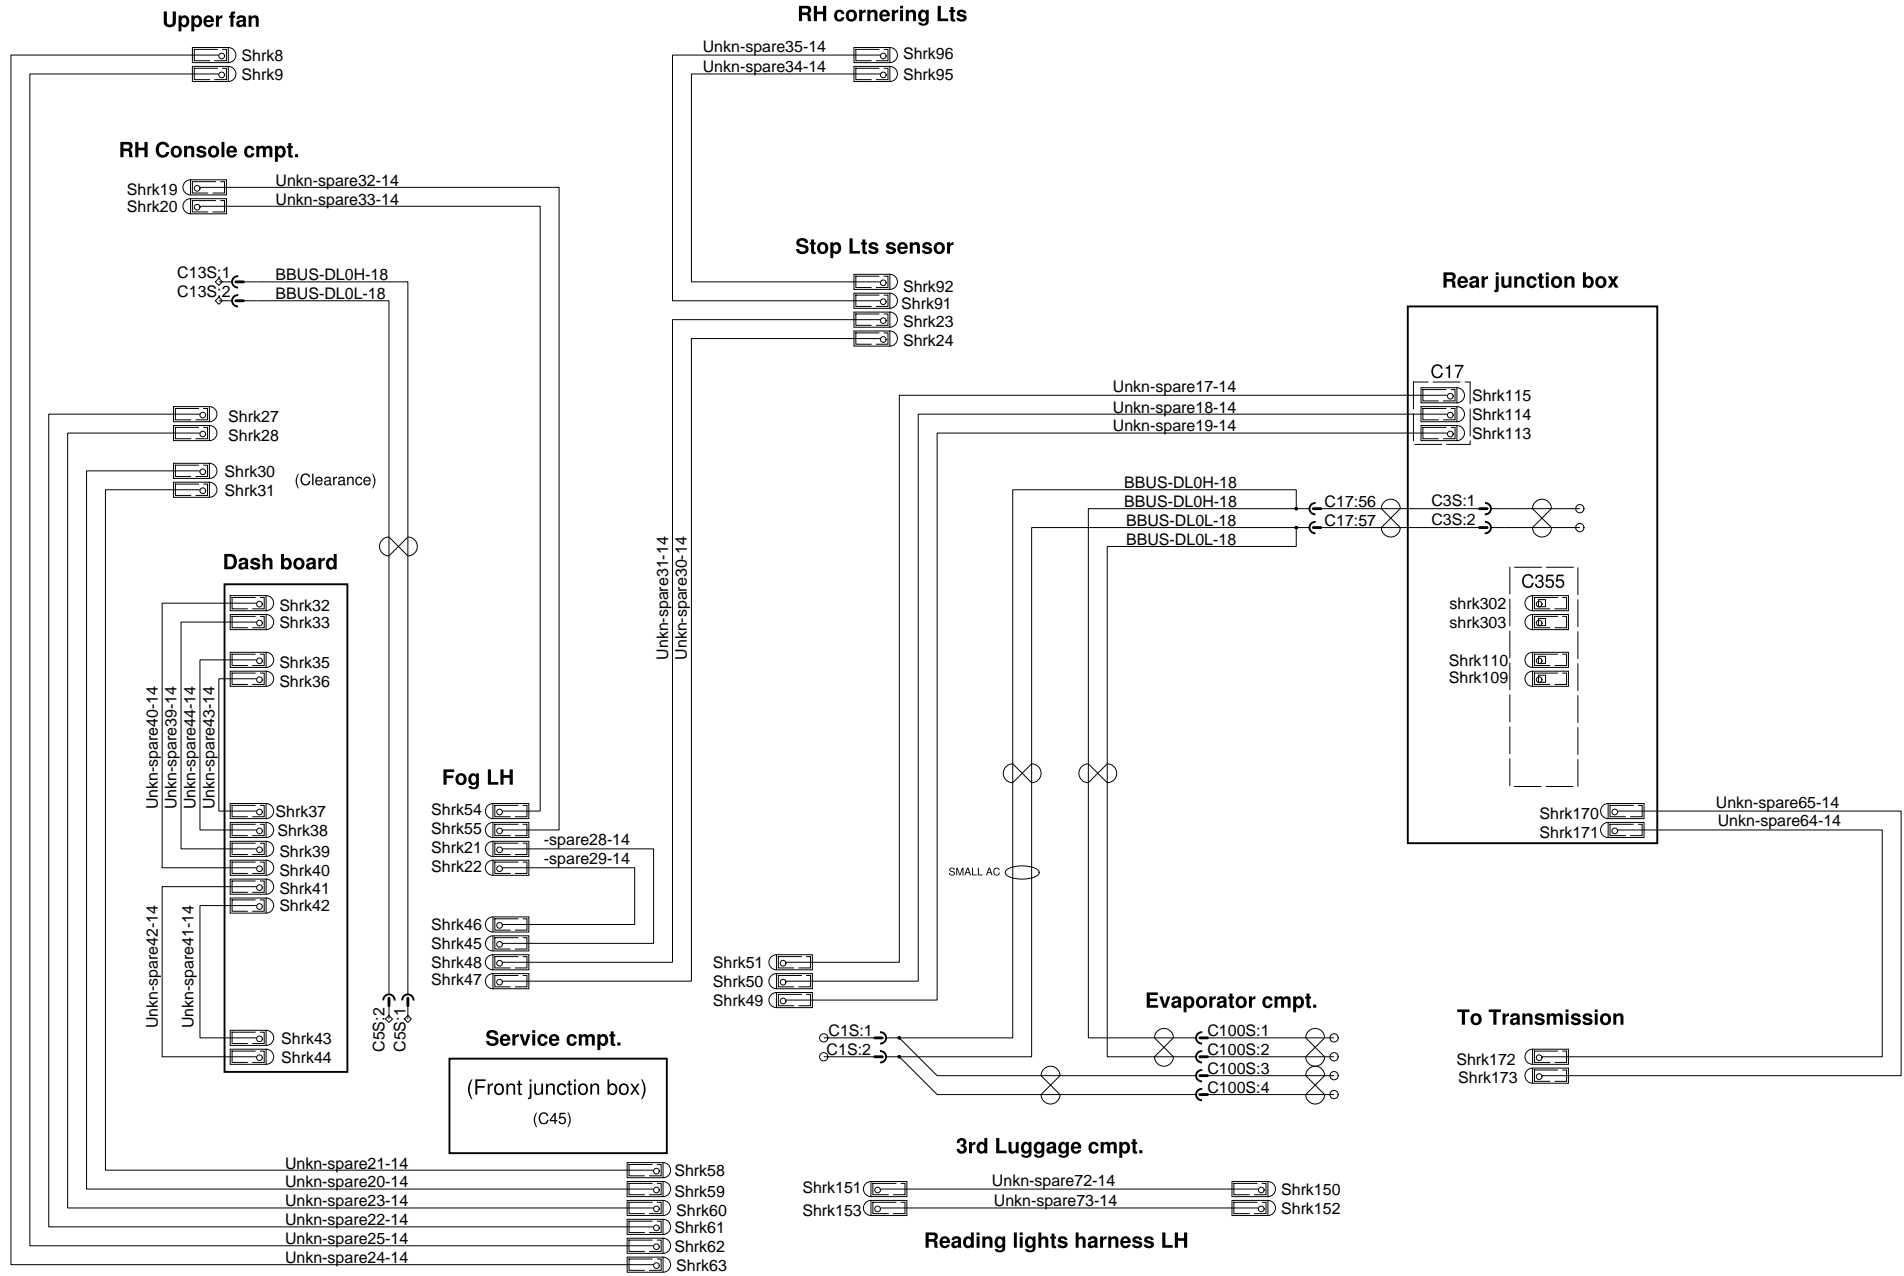 Upper fan
Shrk8
Shrk9
RH cornering Lts
Unkn-spare35-14
Shrk96
Unkn-spare34-14
Shrk95
RH Console cmpt.
Shrk19
Unkn-spare32-14
Shrk20
Unkn-spare33-14
C13S:1
BBUS-DL0H-18
C13S:2
BBUS-DL0L-18
Stop Lts sensor
Shrk92
Shrk91
Shrk23
Shrk24
Rear junction box
C17
Unkn-spare17-14
Shrk115
Unkn-spare18-14
Shrk114
Unkn-spare19-14
Shrk113
Shrk27
Shrk28
Shrk30
Shrk31
(Clearance)
BBUS-DL0H-18
BBUS-DL0H-18
C17:56
C3S:1
BBUS-DL0L-18
C17:57
C3S:2
BBUS-DL0L-18
C355
shrk302
shrk303
Shrk110
Shrk109
Dash board
Shrk32
Shrk33
Shrk35
Shrk36
Unkn-spare40-14
Unkn-spare39-14
Unkn-spare44-14
Unkn-spare43-14
Shrk37
Shrk38
Shrk39
Shrk40
Shrk41
Shrk42
Unkn-spare42-14
Unkn-spare41-14
Shrk43
Shrk44
Unkn-spare31-14
Unkn-spare30-14
Fog LH
Shrk54
Shrk55
Shrk21
-spare28-14
Shrk22
-spare29-14
Shrk46
Shrk45
Shrk48
Shrk47
C5S:2
C5S:1
Shrk51
Shrk50
Shrk49
SMALL AC
Shrk170
Unkn-spare65-14
Shrk171
Unkn-spare64-14
Service cmpt.
(Front junction box)
(C45)
Evaporator cmpt.
C1S:1
C100S:1
C1S:2
C100S:2
C100S:3
C100S:4
To Transmission
Shrk172
Shrk173
Unkn-spare21-14
Shrk58
Unkn-spare20-14
Shrk59
Unkn-spare23-14
Shrk60
Unkn-spare22-14
Shrk61
Unkn-spare25-14
Shrk62
Unkn-spare24-14
Shrk63
3rd Luggage cmpt.
Shrk151
Unkn-spare72-14
Shrk150
Shrk153
Unkn-spare73-14
Shrk152
Reading lights harness LH